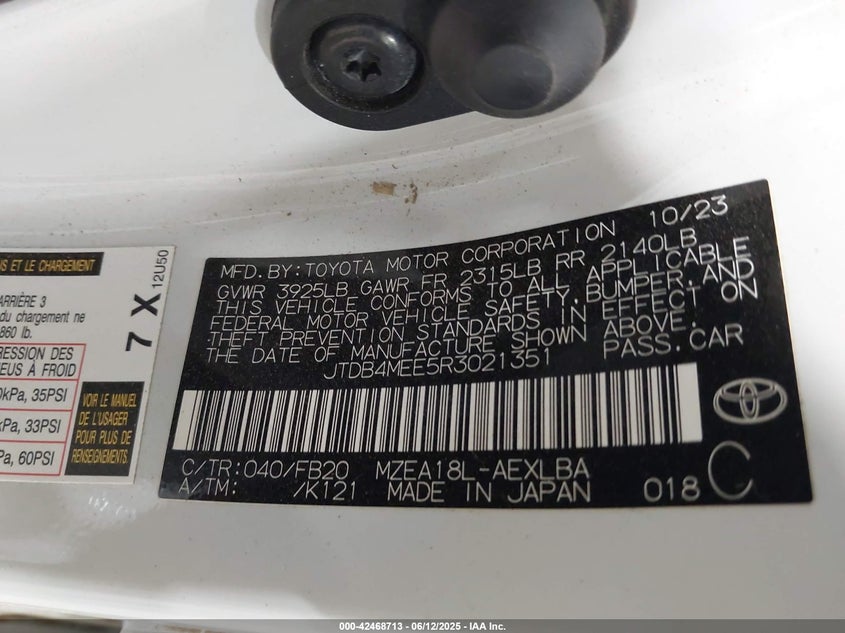 MFD.BY:TOYOTA MOTOR CORPORATION 10/23
GVWR 3925LB GAWR FR 2315LB RR 2140LB
THIS VEHICLE CONFORMS TO ALL APPLICABLE
FEDERAL MOTOR VEHICLE SAFETY,BUMPER,AND
THEFT PREVENTION STANDARDS IN EFFECT ON
THE DATE OF MANUFACTURE SHOWN ABOVE.
JTDB4MEE5R3021351 PASS.CAR
C/TR:040/FB20 MZEA18L-AEXLBA
A/TM: /K121 MADE IN JAPAN 018 C
ET LE CHARGEMENT
ARRIÈRE 3
du chargement ne
860 lb.
7 X
12U50
EUS À FROID
kPa, 35PSI
kPa, 33PSI
60PSI
VOIR LE MANUEL
DE L'USAGER
POUR PLUS DE
RENSEIGNEMENTS.
000-42468713 - 06/12/2025 - IAA Inc.